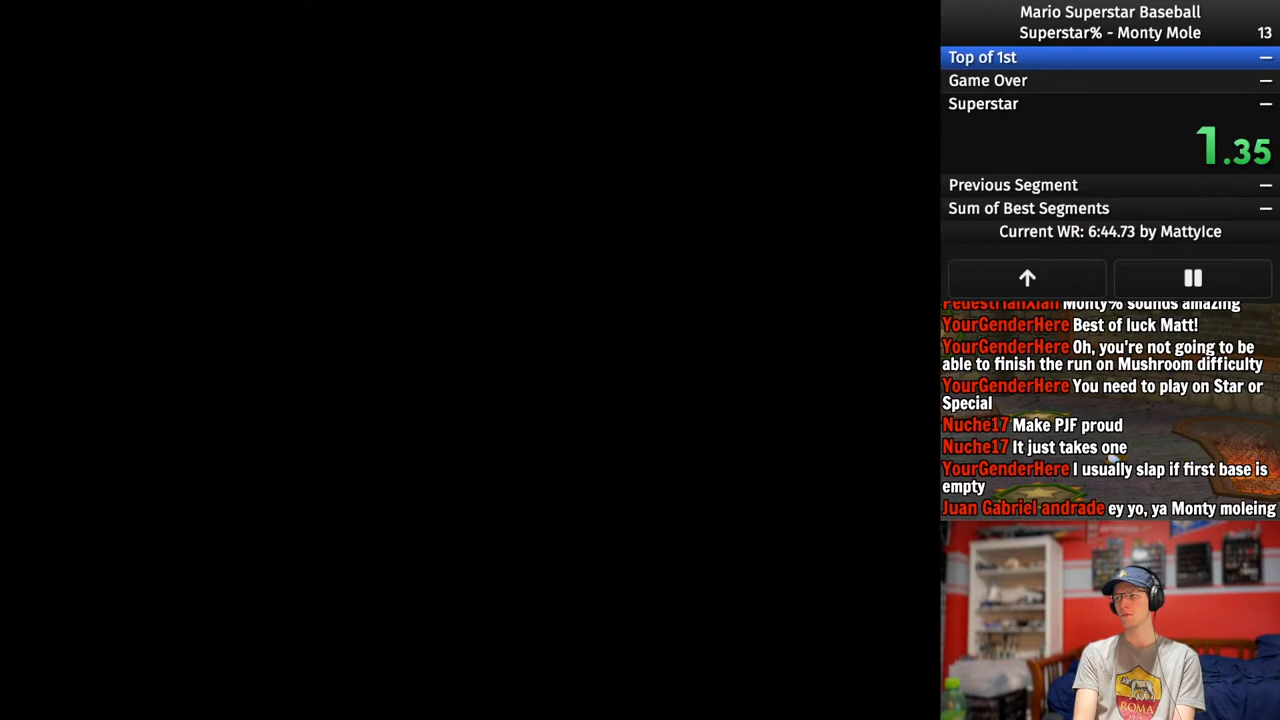 Mario Superstar Baseball
Superstar% - Monty Mole 13
Top of 1st —
Game Over —
Superstar —
1.35
Previous Segment —
Sum of Best Segments —
Current WR: 6:44.73 by MattyIce
PedestrianXian Monty% sounds amazing
YourGenderHere Best of luck Matt!
YourGenderHere Oh, you're not going to be
able to finish the run on Mushroom difficulty
YourGenderHere You need to play on Star or
Special
Nuche17 Make PJF proud
Nuche17 It just takes one
YourGenderHere I usually slap if first base is
empty
Juan Gabriel andrade ey yo, ya Monty moleing
ROMA